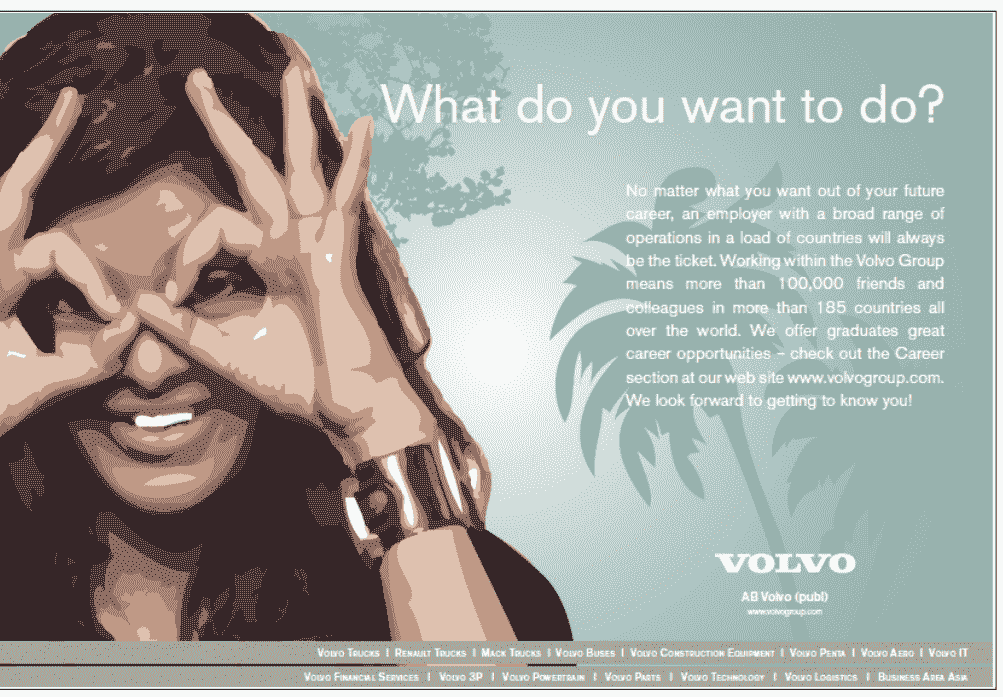 What do you want to do?
No matter what you want out of your future
career, an employer with a broad range of
operations in a load of countries will always
be the ticket. Working within the Volvo Group
means more than 100,000 friends and
colleagues in more than 185 countries all
over the world. We offer graduates great
career opportunities – check out the Career
section at our web site www.volvogroup.com.
We look forward to getting to know you!
VOLVO
AB Volvo (publ)
www.volvogroup.com
VOLVO TRUCKS | RENAULT TRUCKS | MACK TRUCKS | VOLVO BUSES | VOLVO CONSTRUCTION EQUIPMENT | VOLVO PENTA | VOLVO AERO | VOLVO IT
VOLVO FINANCIAL SERVICES | VOLVO 3P | VOLVO POWERTRAIN | VOLVO PARTS | VOLVO TECHNOLOGY | VOLVO LOGISTICS | BUSINESS AREA ASIA